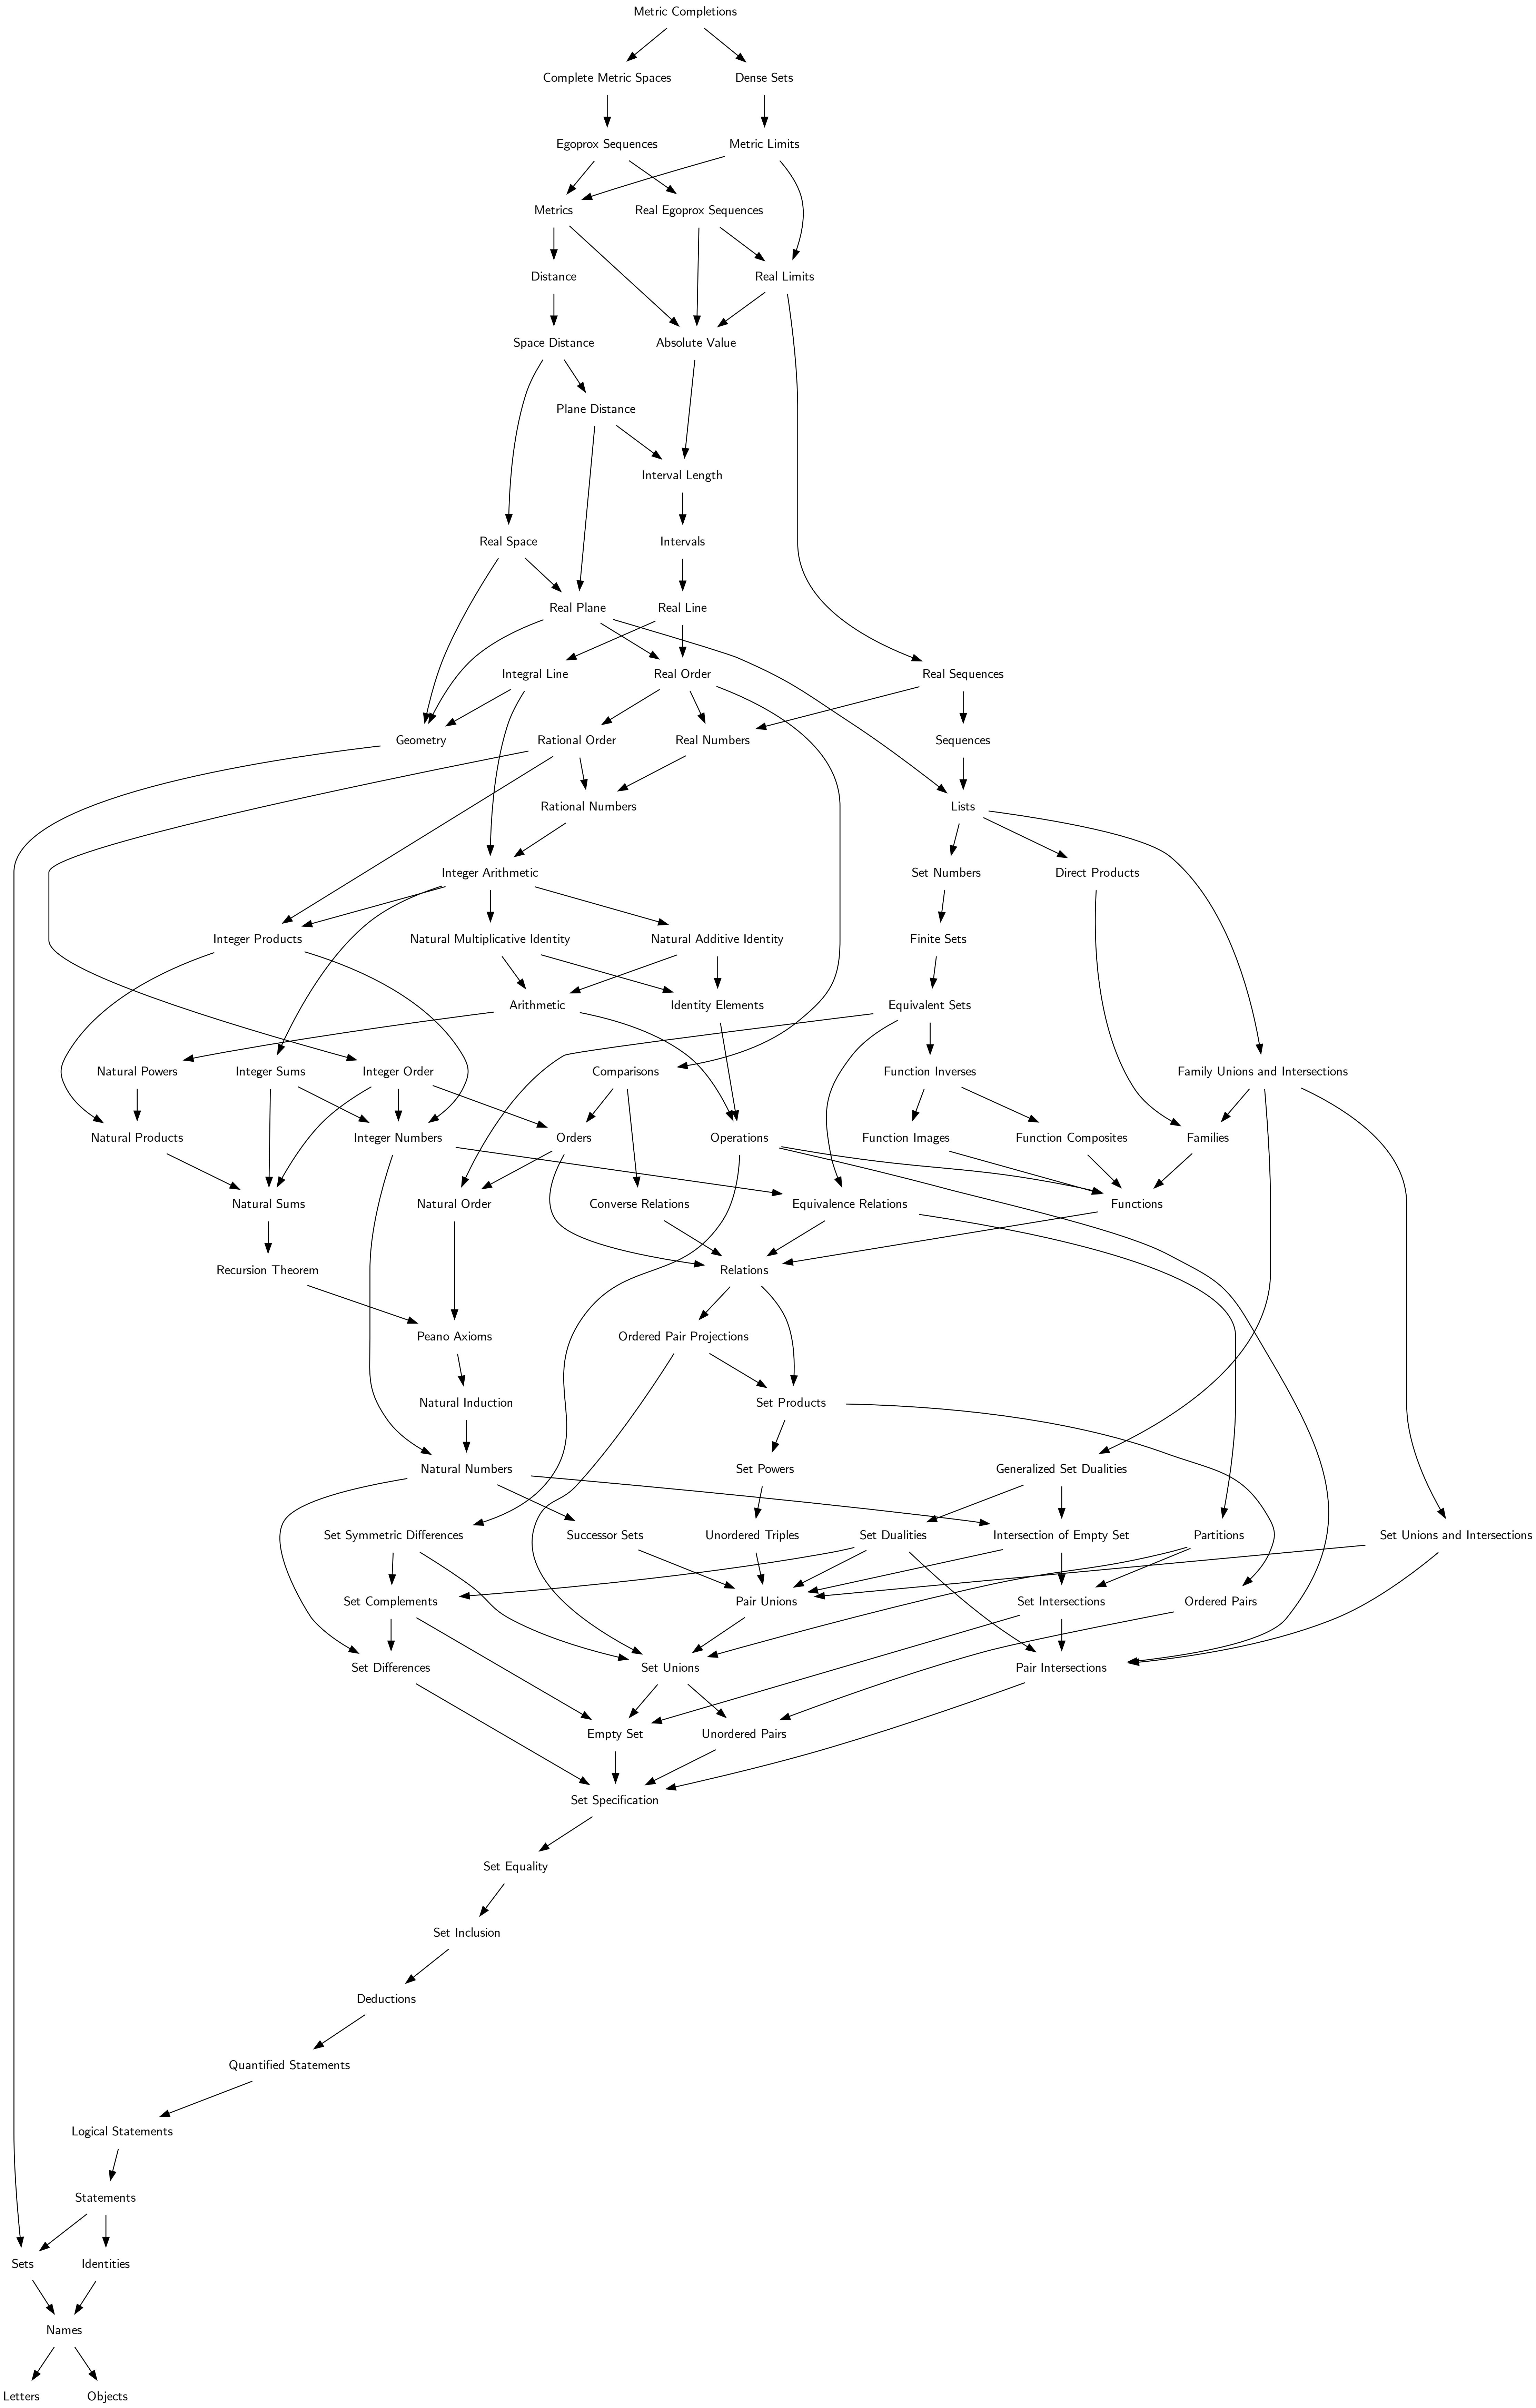 Metric Completions
Complete Metric Spaces
Dense Sets
Egoprox Sequences
Metric Limits
Metrics
Real Egoprox Sequences
Distance
Real Limits
Space Distance
Absolute Value
Plane Distance
Interval Length
Real Space
Intervals
Real Plane
Real Line
Integral Line
Real Order
Real Sequences
Geometry
Rational Order
Real Numbers
Sequences
Rational Numbers
Lists
Integer Arithmetic
Set Numbers
Direct Products
Integer Products
Natural Multiplicative Identity
Natural Additive Identity
Finite Sets
Arithmetic
Identity Elements
Equivalent Sets
Natural Powers
Integer Sums
Integer Order
Comparisons
Function Inverses
Family Unions and Intersections
Natural Products
Integer Numbers
Orders
Operations
Function Images
Function Composites
Families
Natural Sums
Natural Order
Converse Relations
Equivalence Relations
Functions
Recursion Theorem
Relations
Peano Axioms
Ordered Pair Projections
Natural Induction
Set Products
Natural Numbers
Set Powers
Generalized Set Dualities
Set Symmetric Differences
Successor Sets
Unordered Triples
Set Dualities
Intersection of Empty Set
Partitions
Set Unions and Intersections
Set Complements
Pair Unions
Set Intersections
Ordered Pairs
Set Differences
Set Unions
Pair Intersections
Empty Set
Unordered Pairs
Set Specification
Set Equality
Set Inclusion
Deductions
Quantified Statements
Logical Statements
Statements
Sets
Identities
Names
Letters
Objects